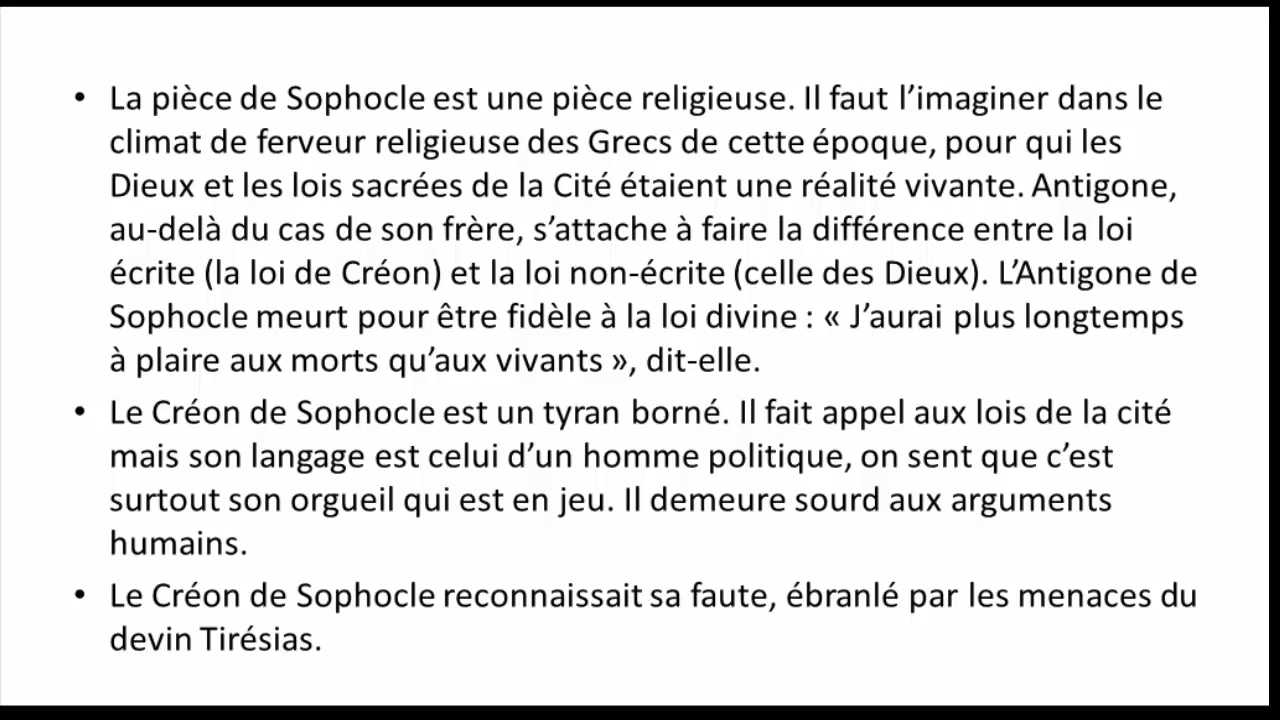 • La pièce de Sophocle est une pièce religieuse. Il faut l’imaginer dans le
climat de ferveur religieuse des Grecs de cette époque, pour qui les
Dieux et les lois sacrées de la Cité étaient une réalité vivante. Antigone,
au-delà du cas de son frère, s’attache à faire la différence entre la loi
écrite (la loi de Créon) et la loi non-écrite (celle des Dieux). L’Antigone de
Sophocle meurt pour être fidèle à la loi divine : « J’aurai plus longtemps
à plaire aux morts qu’aux vivants », dit-elle.
• Le Créon de Sophocle est un tyran borné. Il fait appel aux lois de la cité
mais son langage est celui d’un homme politique, on sent que c’est
surtout son orgueil qui est en jeu. Il demeure sourd aux arguments
humains.
• Le Créon de Sophocle reconnaissait sa faute, ébranlé par les menaces du
devin Tirésias.